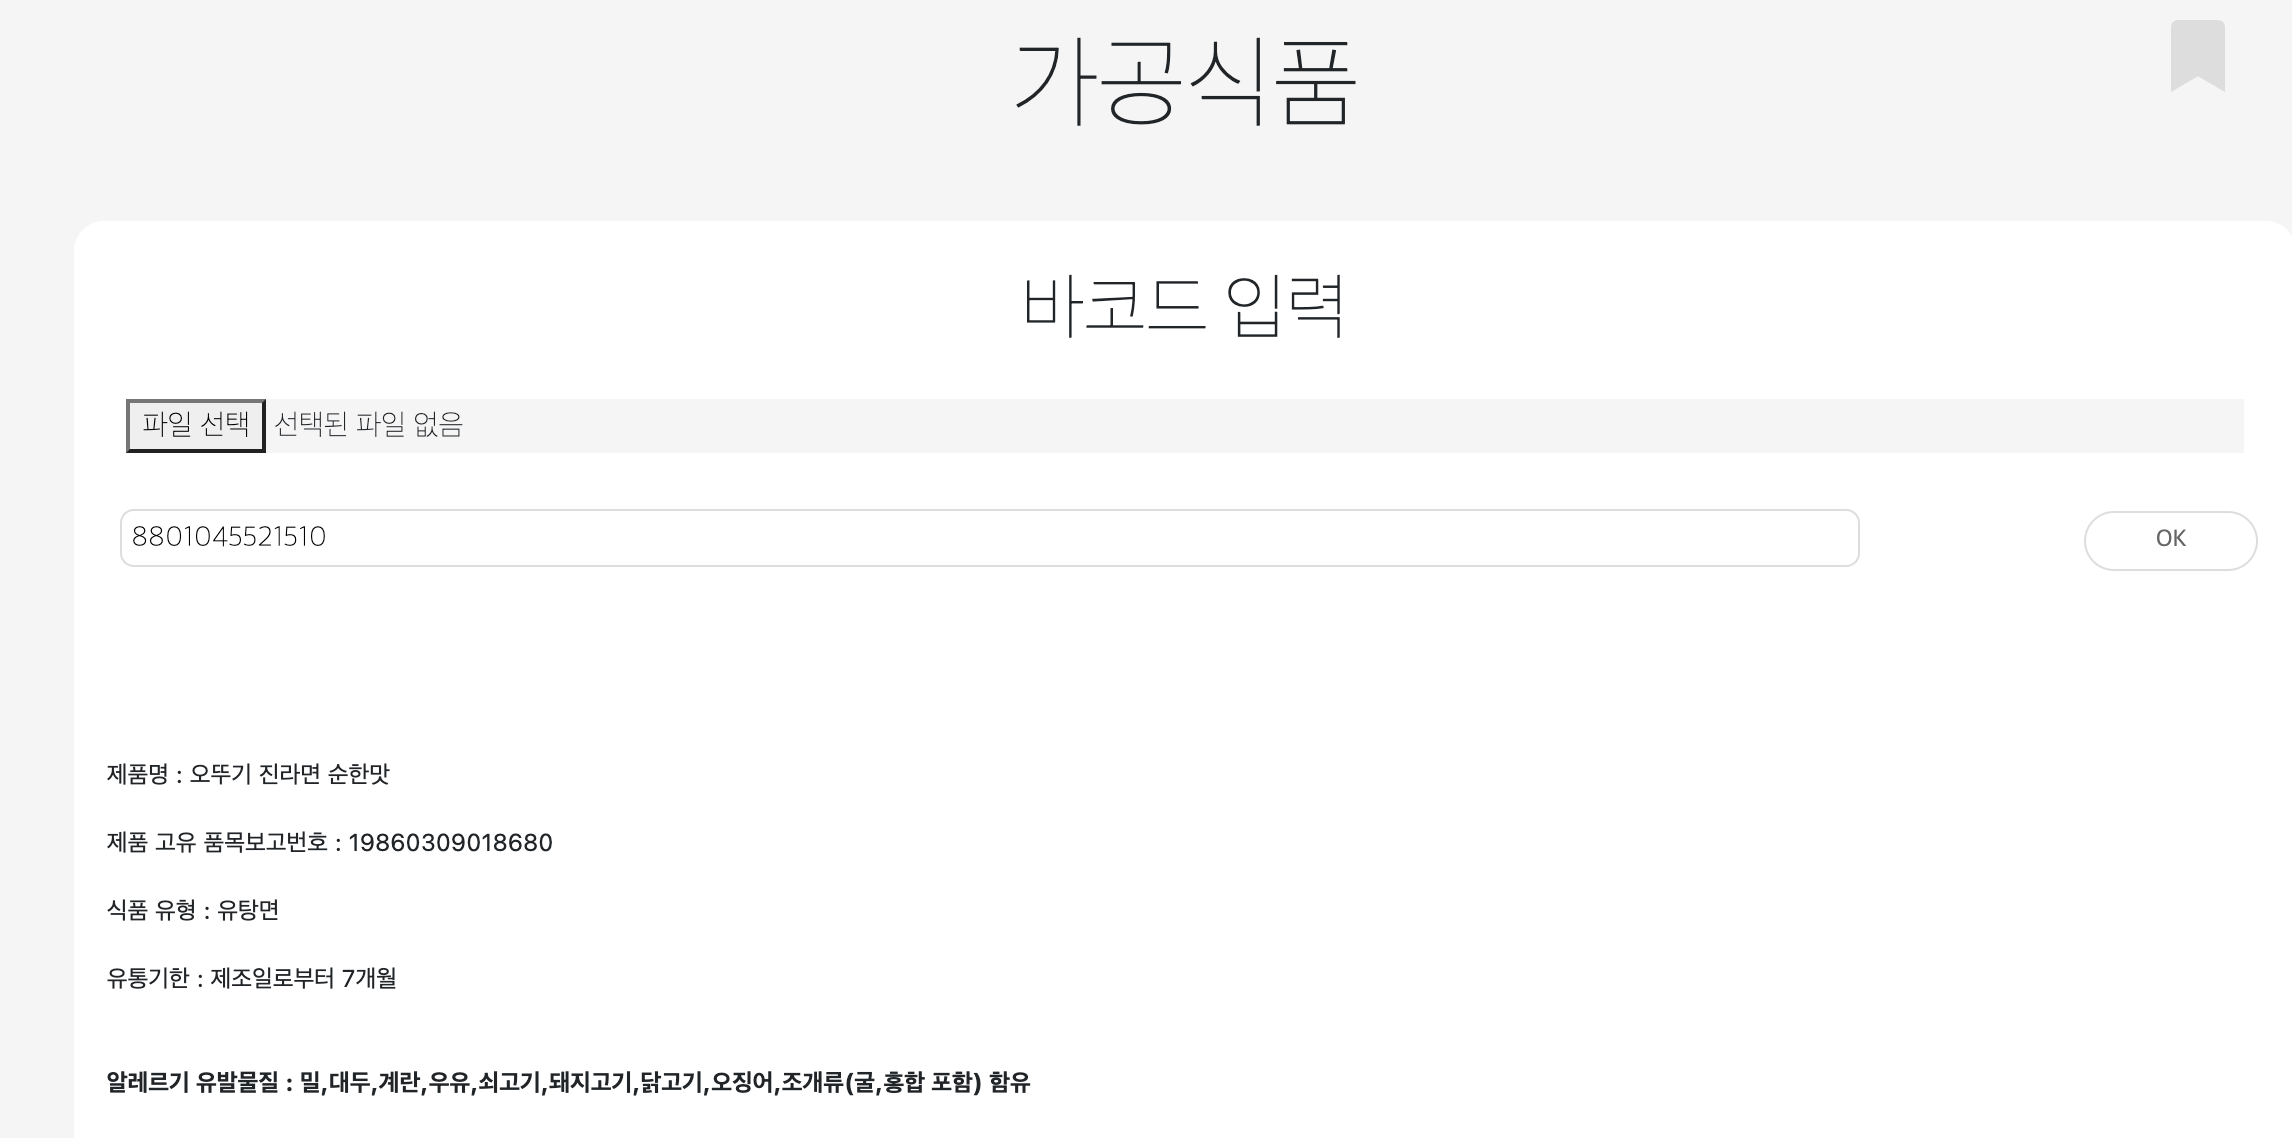 가공식품
바코드 입력
파일 선택 선택된 파일 없음
8801045521510
OK
제품명 : 오뚜기 진라면 순한맛
제품 고유 품목보고번호 : 19860309018680
식품 유형 : 유탕면
유통기한 : 제조일로부터 7개월
알레르기 유발물질 : 밀,대두,계란,우유,쇠고기,돼지고기,닭고기,오징어,조개류(굴,홍합 포함) 함유